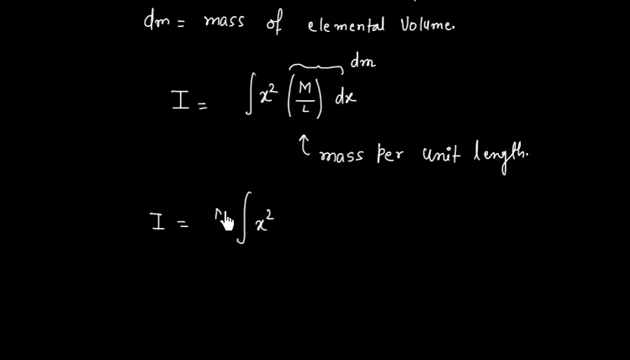 dm = mass of elemental volume.
I = ∫ x² (M/L) dx
dm
mass per unit length.
I = ∫ x²